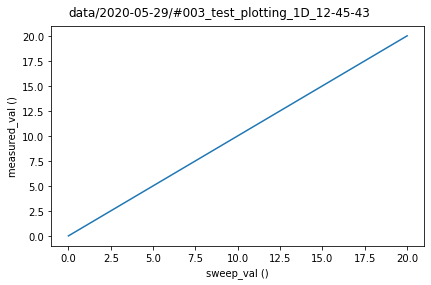 data/2020-05-29/#003_test_plotting_1D_12-45-43
20.0
17.5
15.0
12.5
10.0
7.5
5.0
2.5
0.0
measured_val ()
0.0 2.5 5.0 7.5 10.0 12.5 15.0 17.5 20.0
sweep_val ()